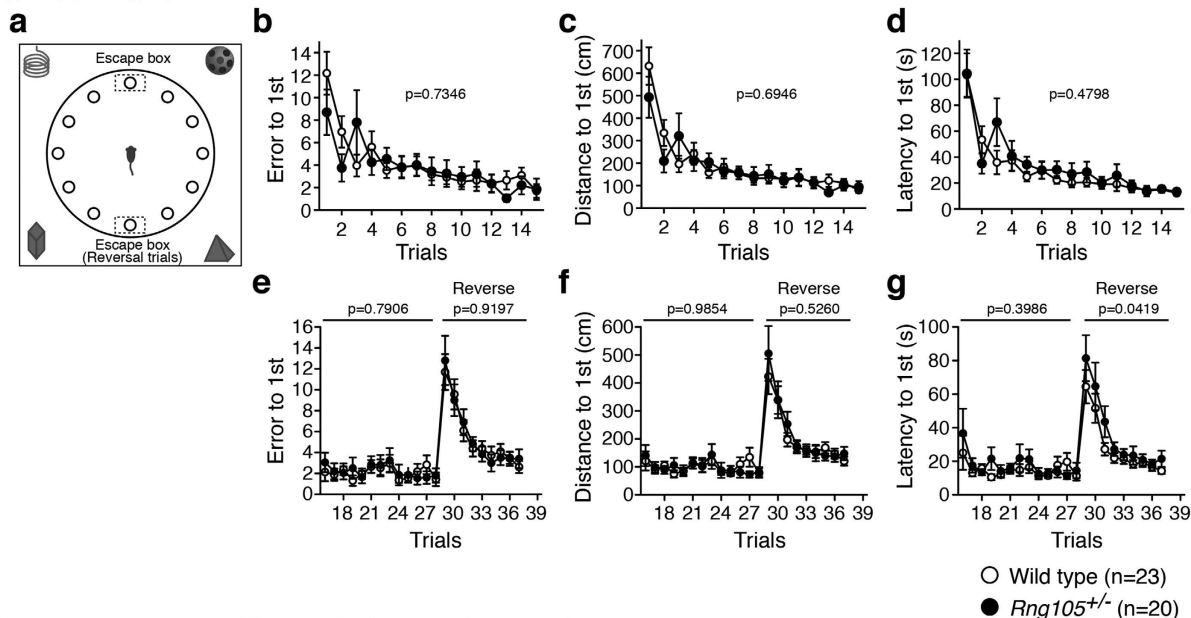 a
Escape box
Escape box
(Reversal trials)
b
Error to 1st
14
12
10
8
6
4
2
0
p=0.7346
2 4 6 8 10 12 14
Trials
c
Distance to 1st (cm)
700
600
500
400
300
200
100
0
p=0.6946
2 4 6 8 10 12 14
Trials
d
Latency to 1st (s)
120
100
80
60
40
20
0
p=0.4798
2 4 6 8 10 12 14
Trials
e
Reverse
p=0.7906 p=0.9197
Error to 1st
16
14
12
10
8
6
4
2
0
18 21 24 27 30 33 36 39
Trials
f
Reverse
p=0.9854 p=0.5260
Distance to 1st (cm)
600
500
400
300
200
100
0
18 21 24 27 30 33 36 39
Trials
g
Reverse
p=0.3986 p=0.0419
Latency to 1st (s)
100
80
60
40
20
0
18 21 24 27 30 33 36 39
Trials
Wild type (n=23)
Rng105+/- (n=20)